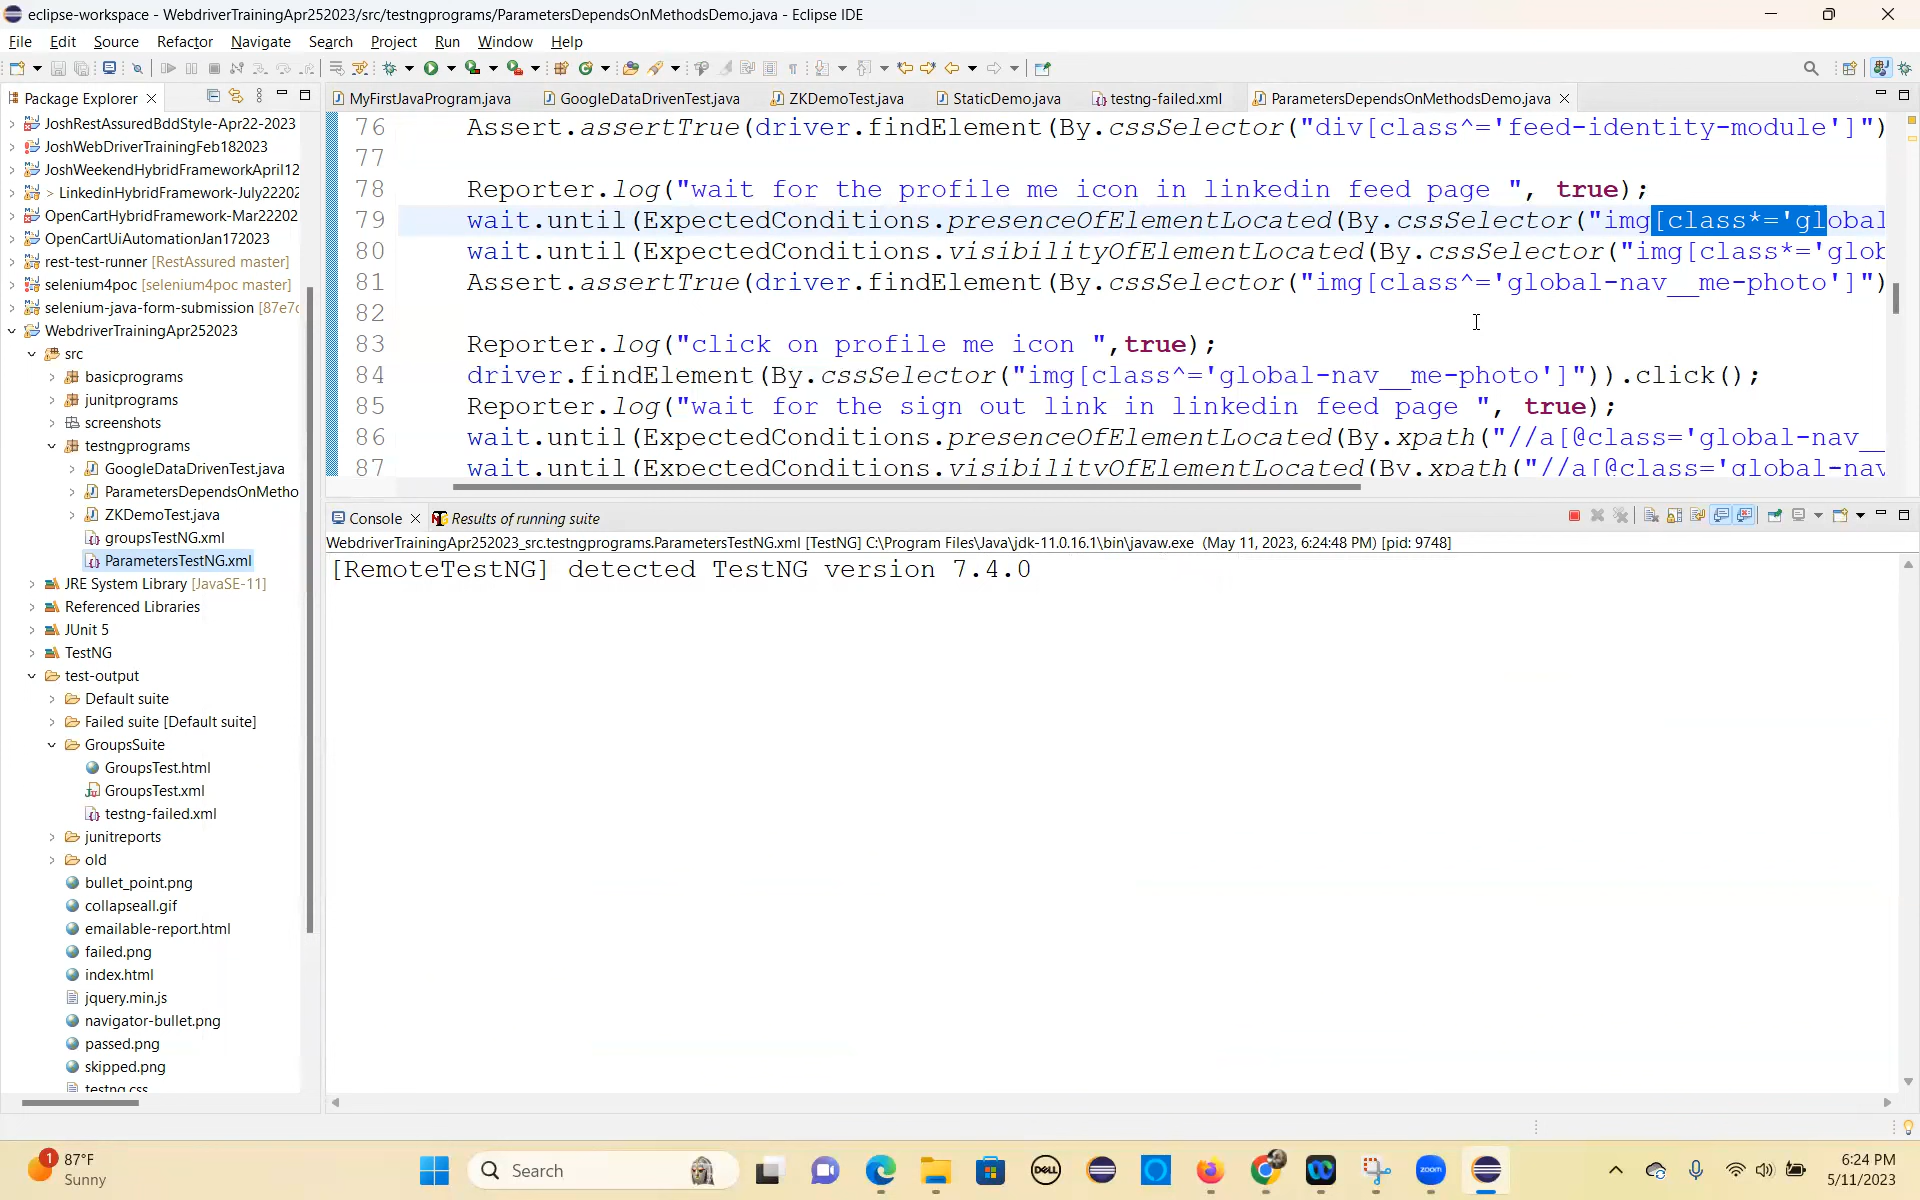 eclipse-workspace - WebdriverTrainingApr252023/src/testngprograms/ParametersDependsOnMethodsDemo.java - Eclipse IDE
File Edit Source Refactor Navigate Search Project Run Window Help
Package Explorer
MyFirstJavaProgram.java GoogleDataDrivenTest.java ZKDemoTest.java StaticDemo.java testng-failed.xml ParametersDependsOnMethodsDemo.java
JoshRestAssuredBddStyle-Apr22-2023
JoshWebDriverTrainingFeb182023
JoshWeekendHybridFrameworkApril12
> LinkedinHybridFramework-July22202
OpenCartHybridFramework-Mar22202
OpenCartUiAutomationJan172023
rest-test-runner [RestAssured master]
selenium4poc [selenium4poc master]
selenium-java-form-submission [87e7c
WebdriverTrainingApr252023
src
basicprograms
junitprograms
screenshots
testngprograms
GoogleDataDrivenTest.java
ParametersDependsOnMetho
ZKDemoTest.java
groupsTestNG.xml
ParametersTestNG.xml
JRE System Library [JavaSE-11]
Referenced Libraries
JUnit 5
TestNG
test-output
Default suite
Failed suite [Default suite]
GroupsSuite
GroupsTest.html
GroupsTest.xml
testng-failed.xml
junitreports
old
bullet_point.png
collapseall.gif
emailable-report.html
failed.png
index.html
jquery.min.js
navigator-bullet.png
passed.png
skipped.png
testng.css
76 Assert.assertTrue(driver.findElement(By.cssSelector("div[class^='feed-identity-module']")
77
78 Reporter.log("wait for the profile me icon in linkedin feed page ", true);
79 wait.until(ExpectedConditions.presenceOfElementLocated(By.cssSelector("img[class*='global
80 wait.until(ExpectedConditions.visibilityOfElementLocated(By.cssSelector("img[class*='glob
81 Assert.assertTrue(driver.findElement(By.cssSelector("img[class^='global-nav__me-photo']")
82
83 Reporter.log("click on profile me icon ",true);
84 driver.findElement(By.cssSelector("img[class^='global-nav__me-photo']")).click();
85 Reporter.log("wait for the sign out link in linkedin feed page ", true);
86 wait.until(ExpectedConditions.presenceOfElementLocated(By.xpath("//a[@class='global-nav__
87 wait.until(ExpectedConditions.visibilityOfElementLocated(By.xpath("//a[@class='global-nav
Console Results of running suite
WebdriverTrainingApr252023_src.testngprograms.ParametersTestNG.xml [TestNG] C:\Program Files\Java\jdk-11.0.16.1\bin\javaw.exe (May 11, 2023, 6:24:48 PM) [pid: 9748]
[RemoteTestNG] detected TestNG version 7.4.0
1
87°F
Sunny
Search
DELL
zoom
6:24 PM
5/11/2023